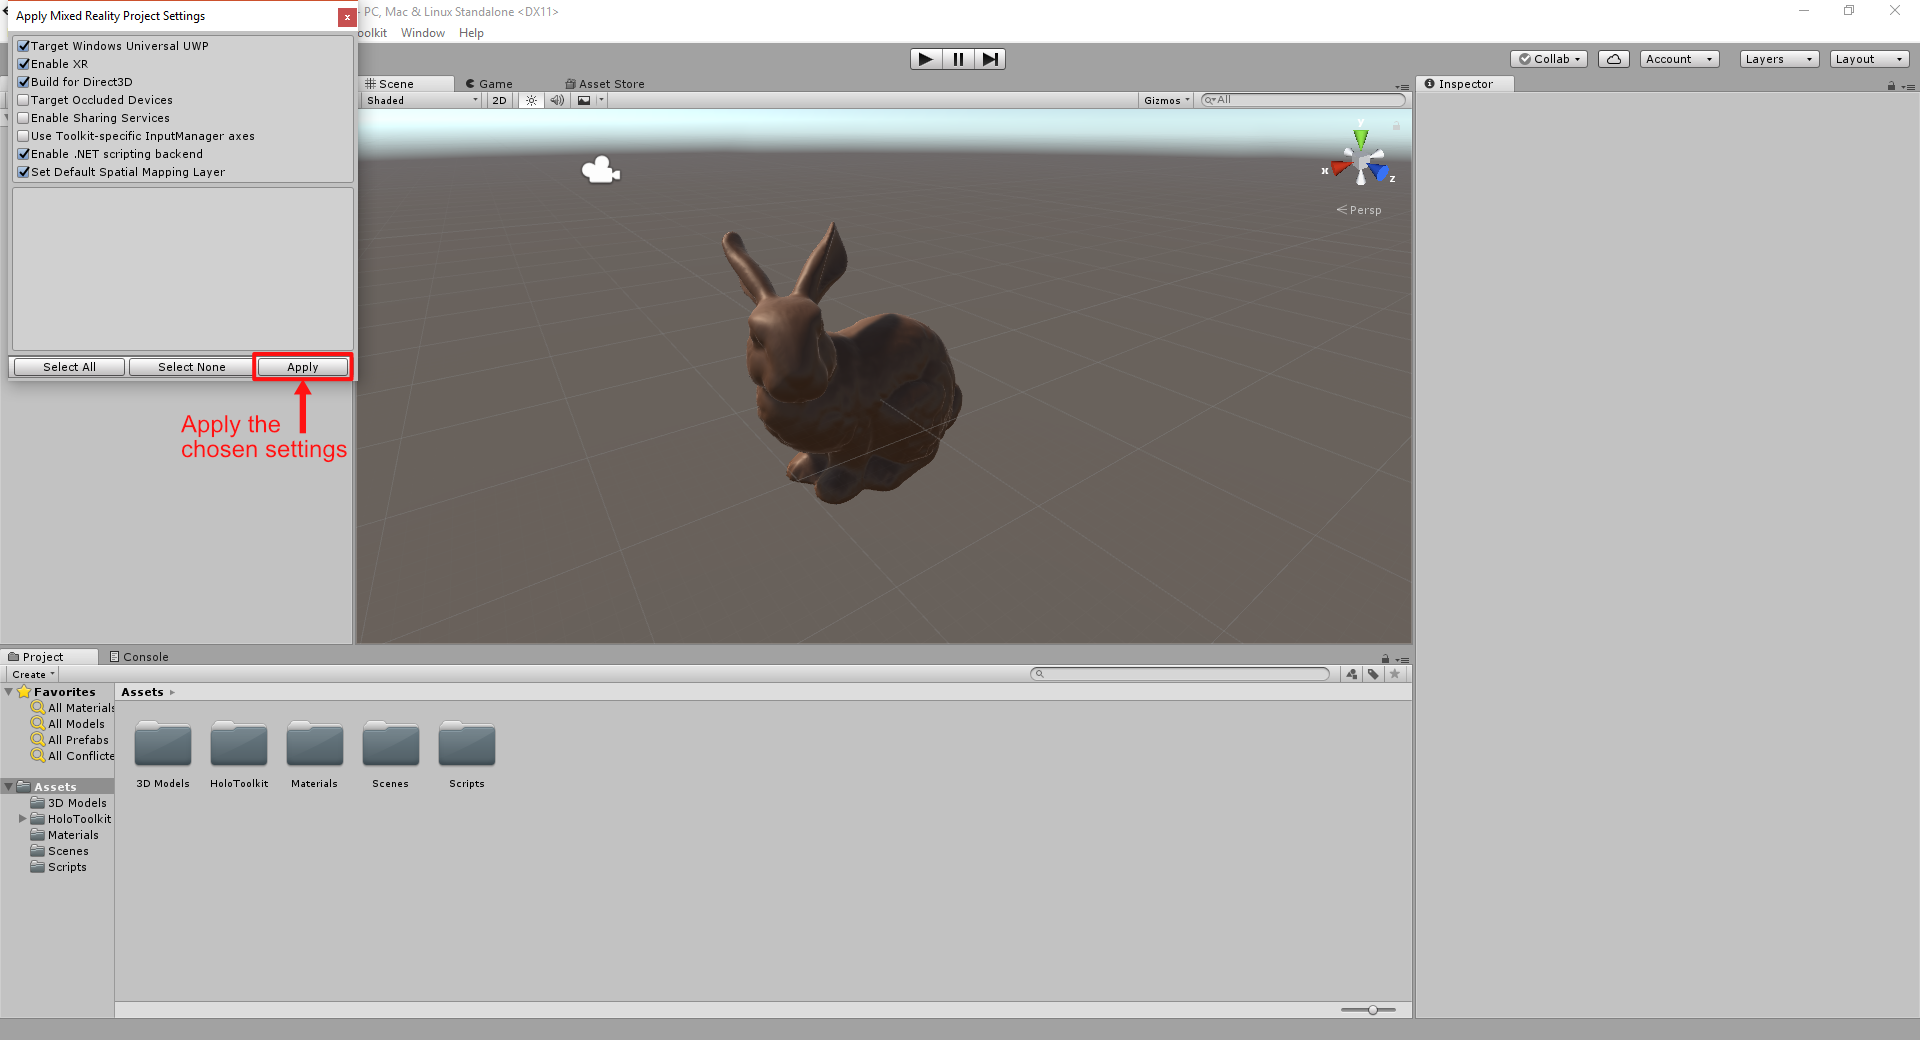 Apply Mixed Reality Project Settings
x
- PC, Mac & Linux Standalone <DX11>
oolkit Window Help
Target Windows Universal UWP
Enable XR
Build for Direct3D
Target Occluded Devices
Enable Sharing Services
Use Toolkit-specific InputManager axes
Enable .NET scripting backend
Set Default Spatial Mapping Layer
Select All Select None Apply
Apply the
chosen settings
Collab Account Layers Layout
Scene Game Asset Store
Shaded 2D Gizmos All
y
x
z
Persp
Inspector
Project Console
Create
Favorites
All Materials
All Models
All Prefabs
All Conflicte
Assets
3D Models
HoloToolkit
Materials
Scenes
Scripts
Assets
3D Models HoloToolkit Materials Scenes Scripts